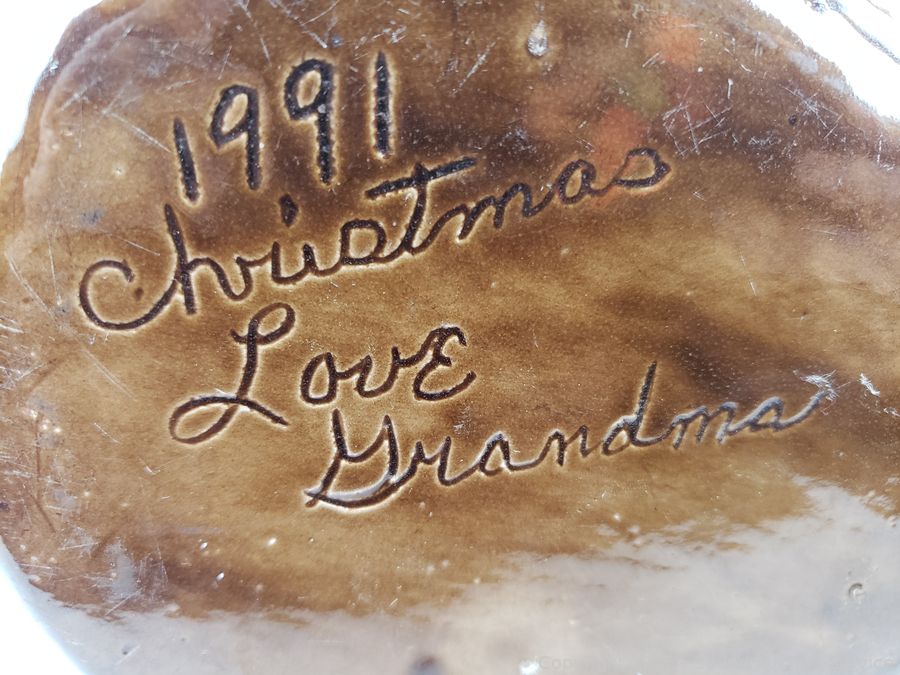 1991
Christmas
Love
Grandma